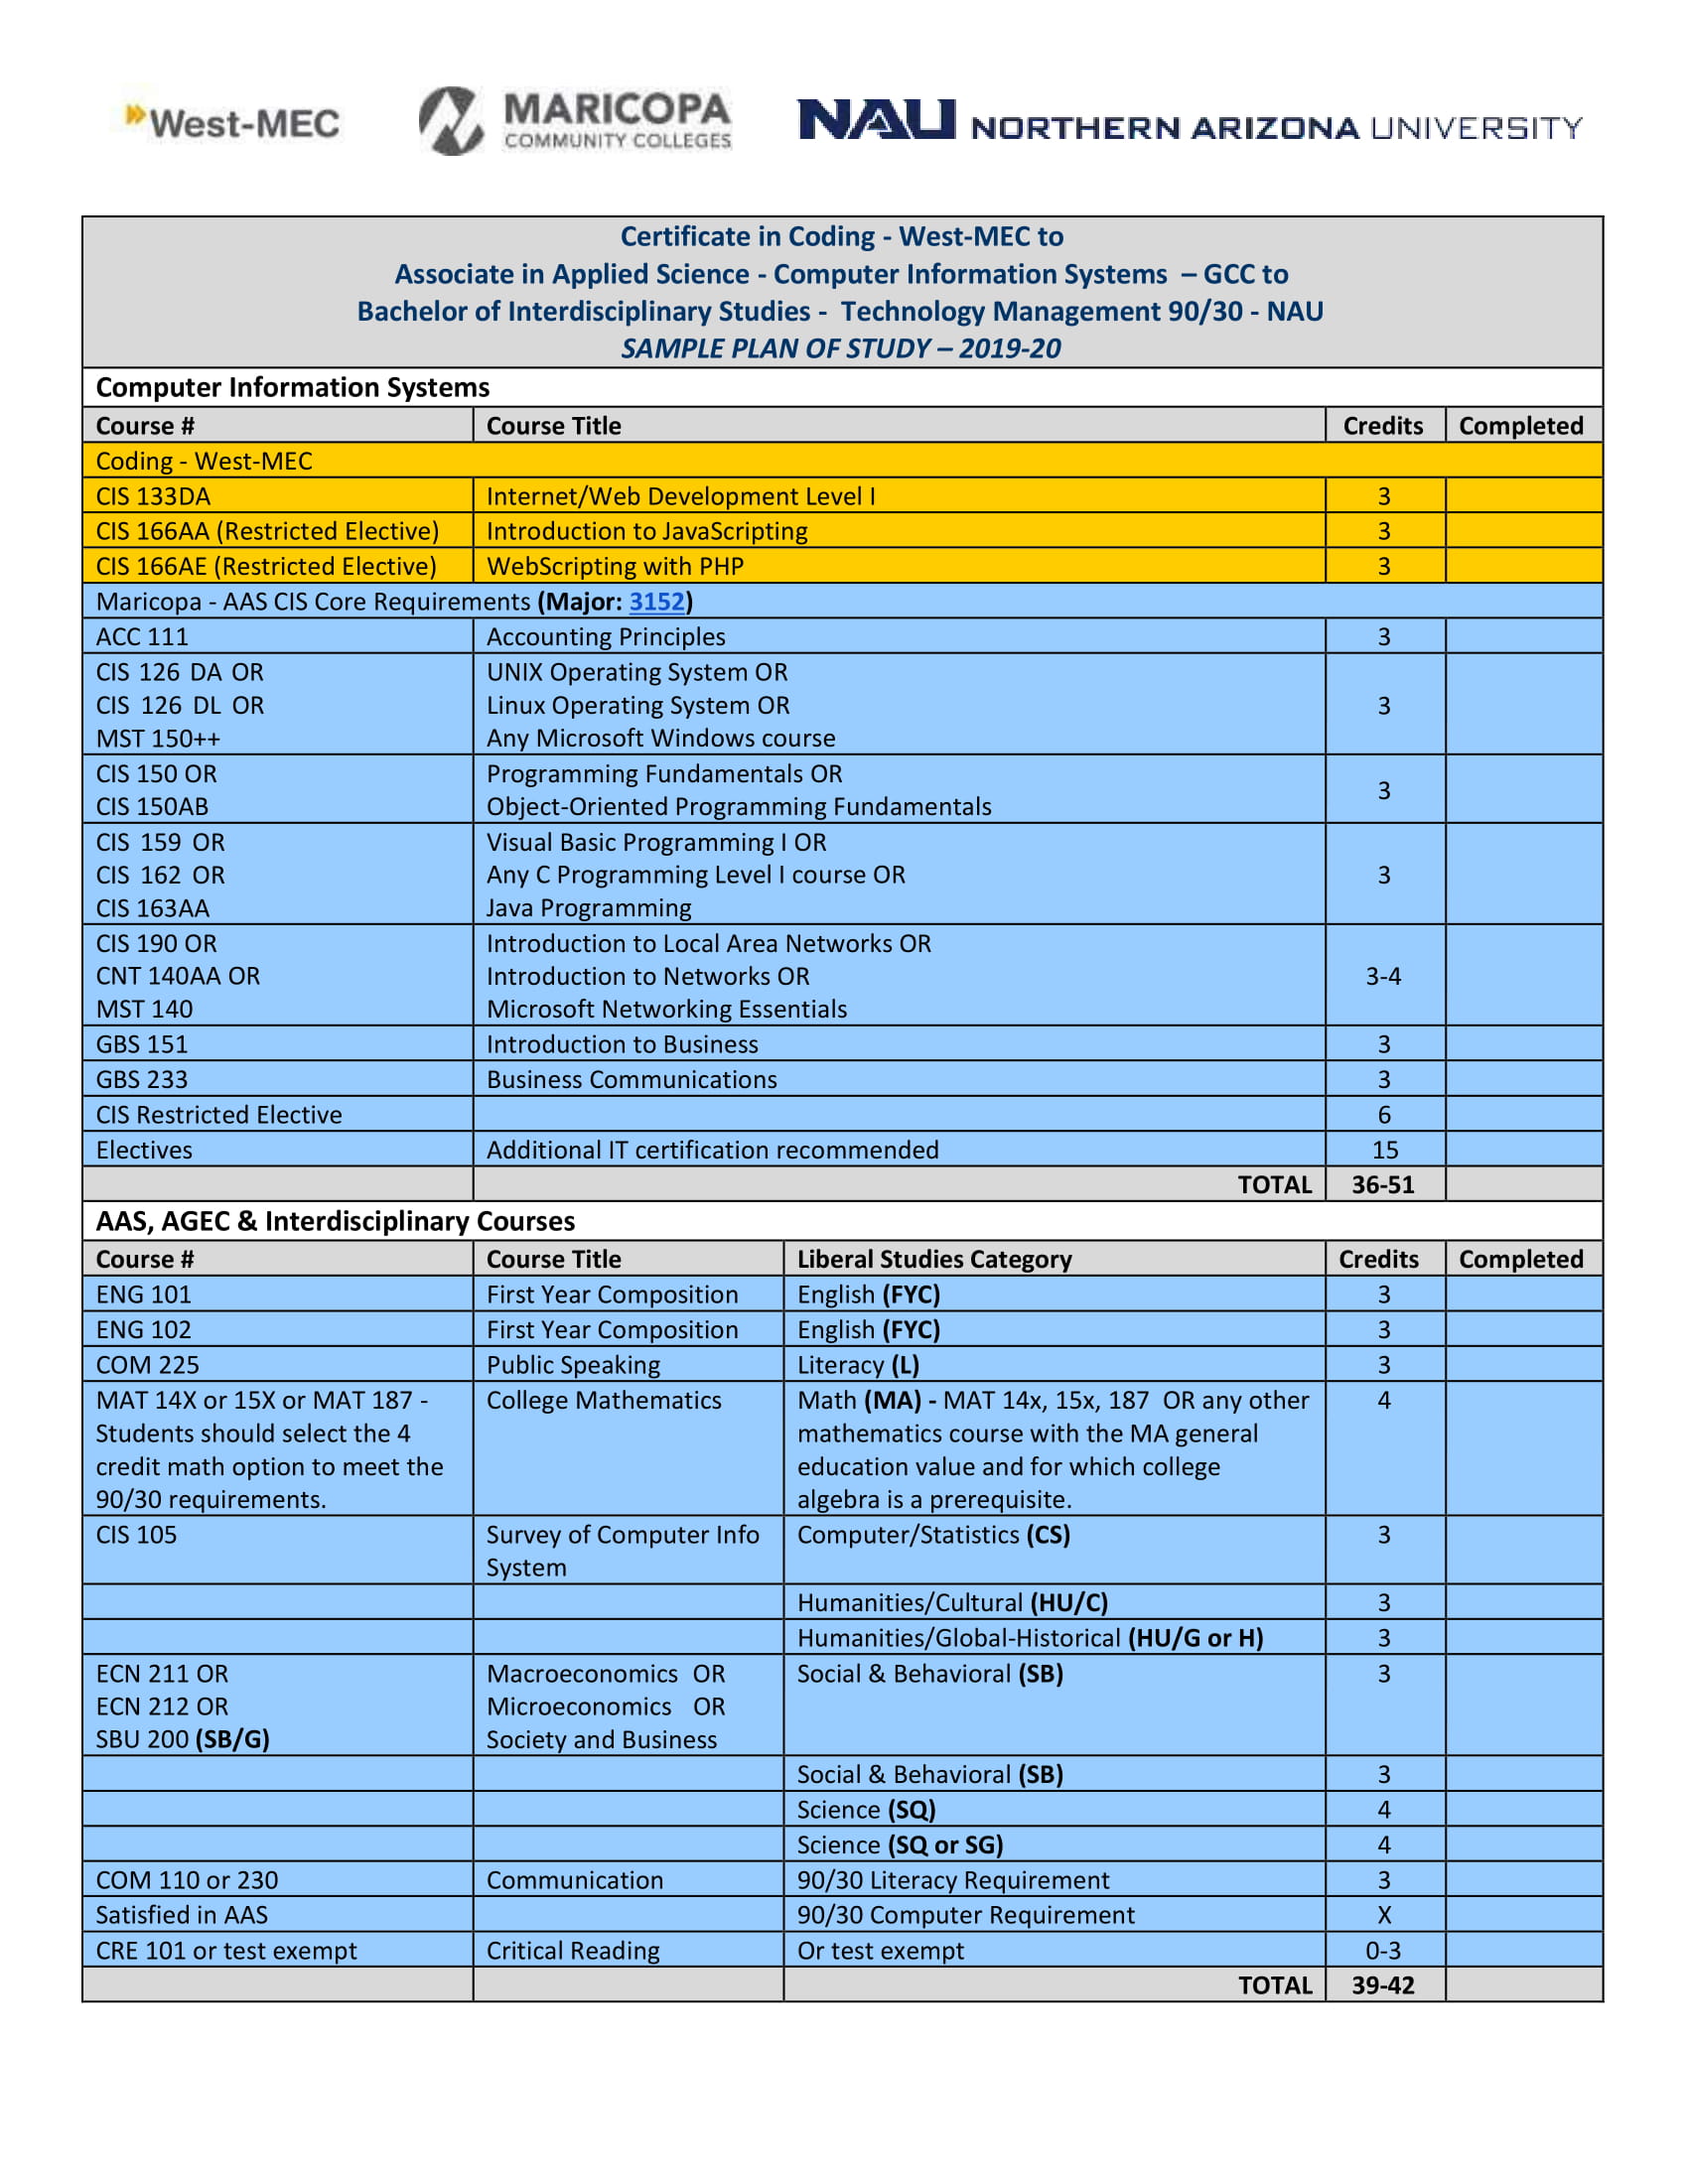 West-MEC
MARICOPA
COMMUNITY COLLEGES
NAU NORTHERN ARIZONA UNIVERSITY
Certificate in Coding - West-MEC to
Associate in Applied Science - Computer Information Systems – GCC to
Bachelor of Interdisciplinary Studies - Technology Management 90/30 - NAU
SAMPLE PLAN OF STUDY – 2019-20
Computer Information Systems
Course # Course Title Credits Completed
Coding - West-MEC
CIS 133DA Internet/Web Development Level I 3
CIS 166AA (Restricted Elective) Introduction to JavaScripting 3
CIS 166AE (Restricted Elective) WebScripting with PHP 3
Maricopa - AAS CIS Core Requirements (Major: 3152)
ACC 111 Accounting Principles 3
CIS 126 DA OR UNIX Operating System OR
CIS 126 DL OR Linux Operating System OR 3
MST 150++ Any Microsoft Windows course
CIS 150 OR Programming Fundamentals OR
CIS 150AB Object-Oriented Programming Fundamentals 3
CIS 159 OR Visual Basic Programming I OR
CIS 162 OR Any C Programming Level I course OR 3
CIS 163AA Java Programming
CIS 190 OR Introduction to Local Area Networks OR
CNT 140AA OR Introduction to Networks OR 3-4
MST 140 Microsoft Networking Essentials
GBS 151 Introduction to Business 3
GBS 233 Business Communications 3
CIS Restricted Elective 6
Electives Additional IT certification recommended 15
TOTAL 36-51
AAS, AGEC & Interdisciplinary Courses
Course # Course Title Liberal Studies Category Credits Completed
ENG 101 First Year Composition English (FYC) 3
ENG 102 First Year Composition English (FYC) 3
COM 225 Public Speaking Literacy (L) 3
MAT 14X or 15X or MAT 187 - College Mathematics Math (MA) - MAT 14x, 15x, 187 OR any other 4
Students should select the 4 mathematics course with the MA general
credit math option to meet the education value and for which college
90/30 requirements. algebra is a prerequisite.
CIS 105 Survey of Computer Info Computer/Statistics (CS) 3
System
Humanities/Cultural (HU/C) 3
Humanities/Global-Historical (HU/G or H) 3
ECN 211 OR Macroeconomics OR Social & Behavioral (SB) 3
ECN 212 OR Microeconomics OR
SBU 200 (SB/G) Society and Business
Social & Behavioral (SB) 3
Science (SQ) 4
Science (SQ or SG) 4
COM 110 or 230 Communication 90/30 Literacy Requirement 3
Satisfied in AAS 90/30 Computer Requirement X
CRE 101 or test exempt Critical Reading Or test exempt 0-3
TOTAL 39-42